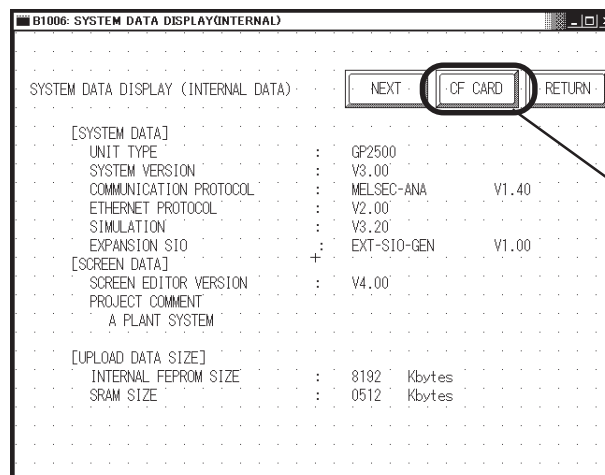 B1006: SYSTEM DATA DISPLAY(INTERNAL)
SYSTEM DATA DISPLAY (INTERNAL DATA) NEXT CF CARD RETURN
[SYSTEM DATA]
UNIT TYPE : GP2500
SYSTEM VERSION : V3.00
COMMUNICATION PROTOCOL : MELSEC-ANA V1.40
ETHERNET PROTOCOL : V2.00
SIMULATION : V3.20
EXPANSION SIO : EXT-SIO-GEN V1.00
[SCREEN DATA]
SCREEN EDITOR VERSION : V4.00
PROJECT COMMENT
A PLANT SYSTEM
[UPLOAD DATA SIZE]
INTERNAL FEPROM SIZE : 8192 Kbytes
SRAM SIZE : 0512 Kbytes